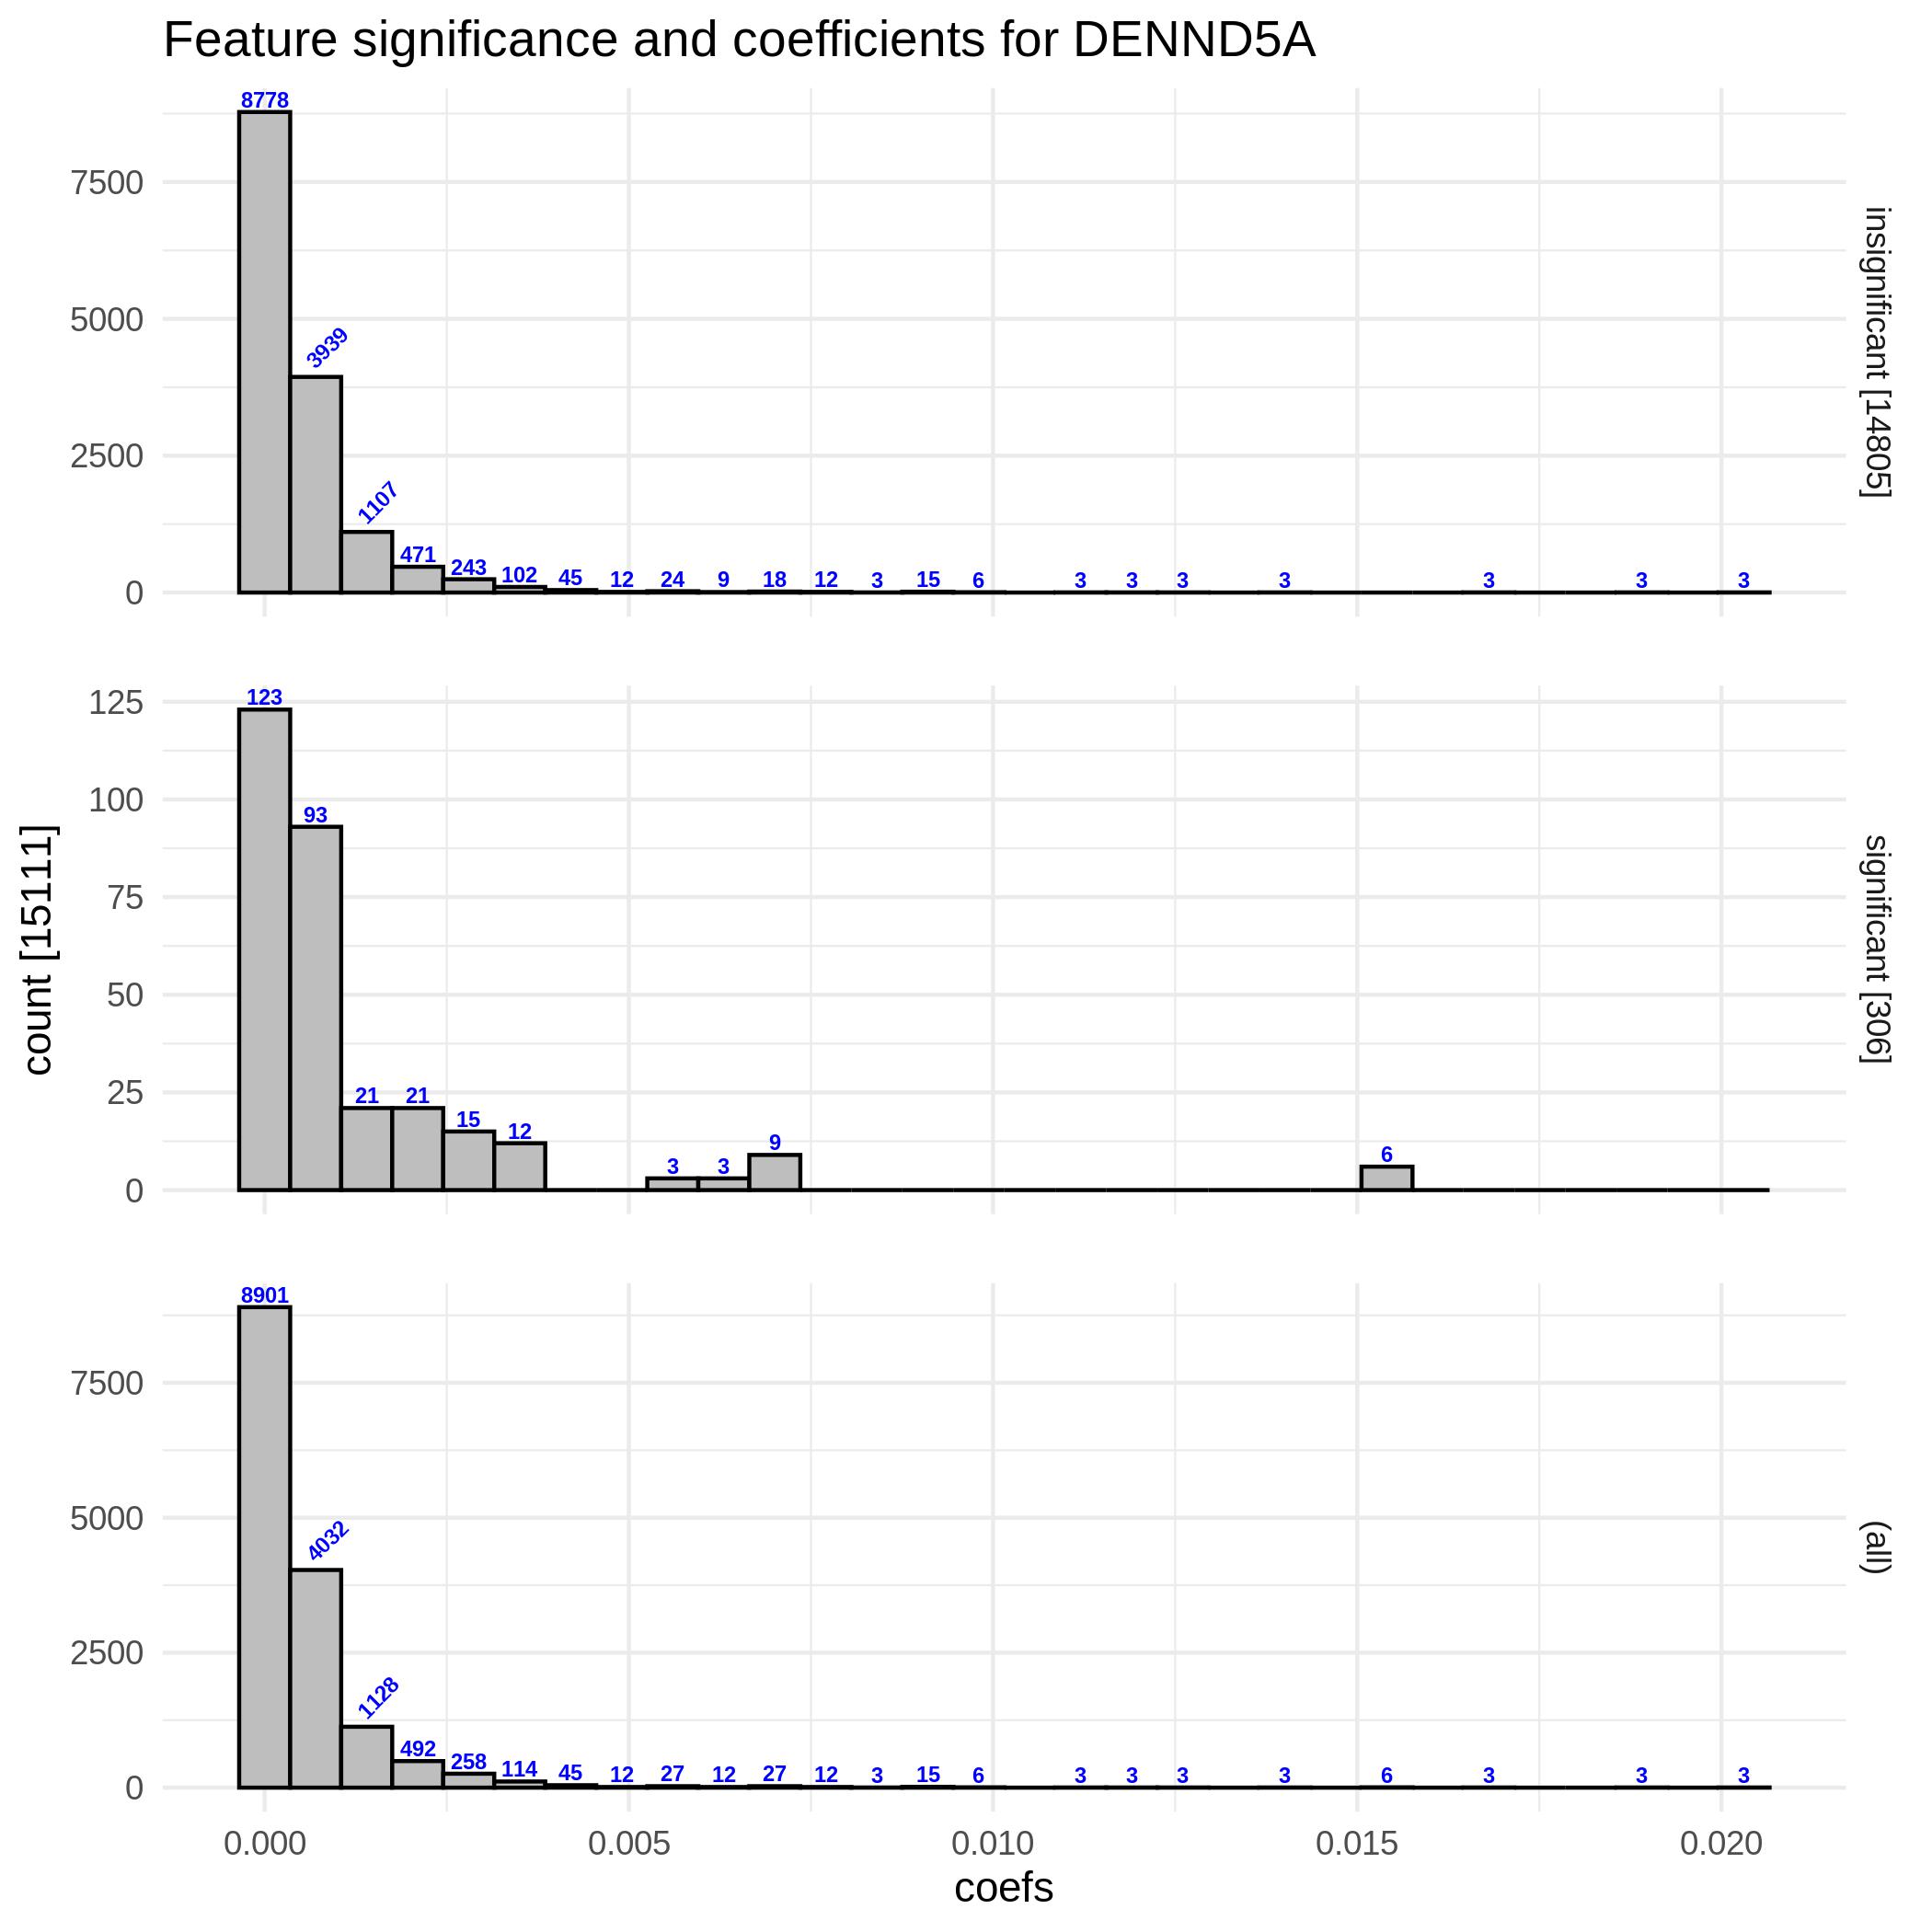 Feature significance and coefficients for DENND5A
count [15111]
8778
3939
1107
471 243 102 45 12 24 9 18 12 3 15 6 3 3 3 3 3 3 3
7500
5000
2500
0
insignificant [14805]
123
93
21 21 15 12 3 3 9 6
125
100
75
50
25
0
significant [306]
8901
4032
1128
492 258 114 45 12 27 12 27 12 3 15 6 3 3 3 3 6 3 3 3
7500
5000
2500
0
(all)
0.000 0.005 0.010 0.015 0.020
coefs